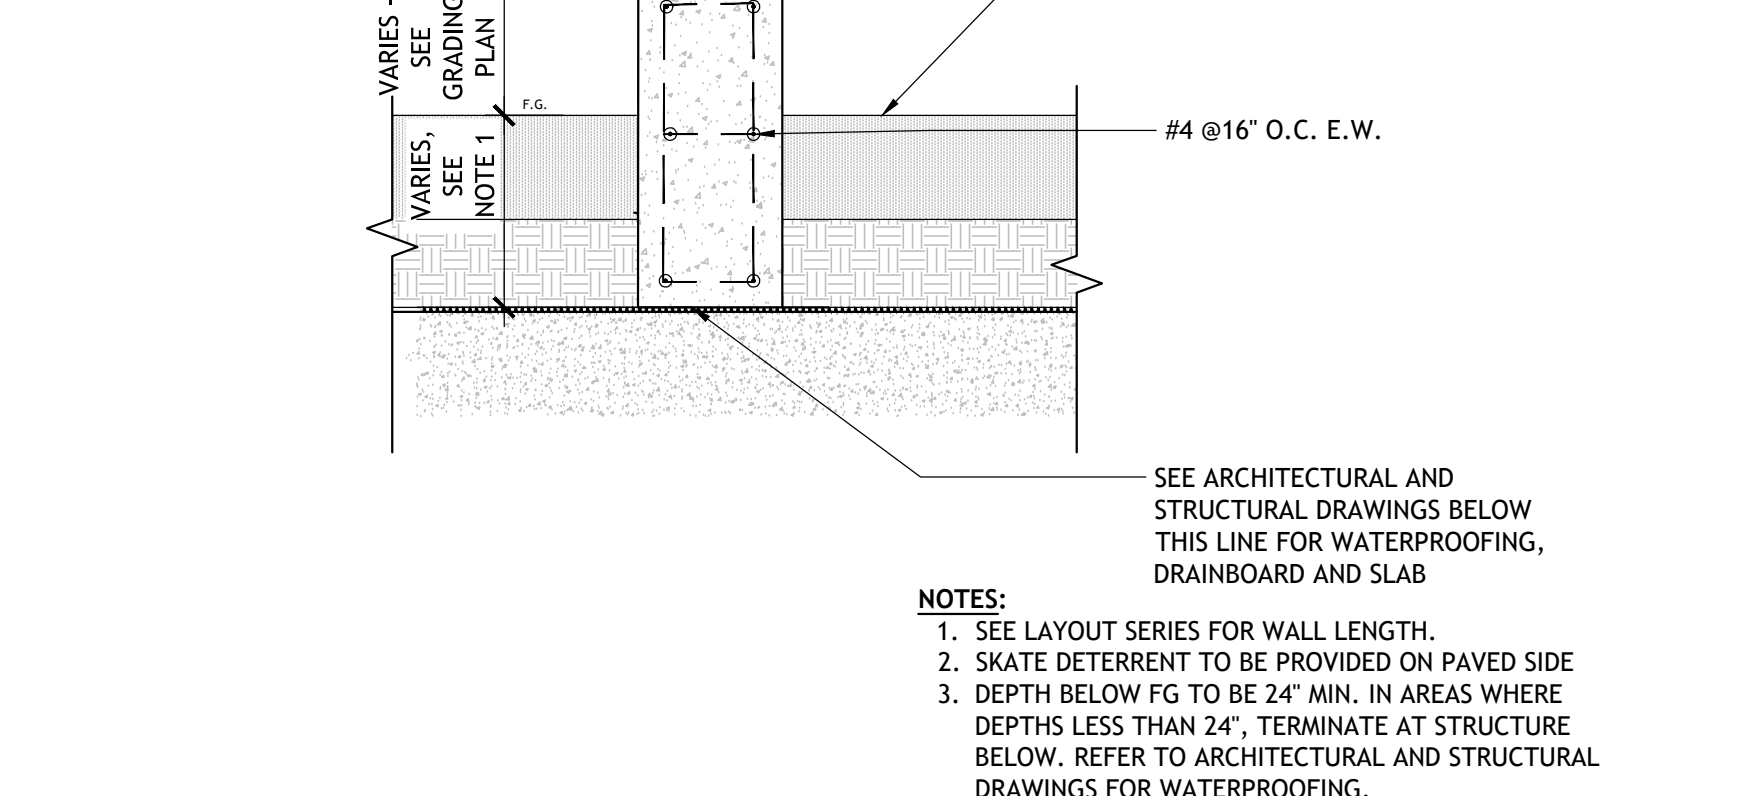 VARIES -
SEE
GRADING
PLAN
F.G.
VARIES,
SEE
NOTE 1
#4 @16" O.C. E.W.
SEE ARCHITECTURAL AND
STRUCTURAL DRAWINGS BELOW
THIS LINE FOR WATERPROOFING,
DRAINBOARD AND SLAB
NOTES:
1. SEE LAYOUT SERIES FOR WALL LENGTH.
2. SKATE DETERRENT TO BE PROVIDED ON PAVED SIDE
3. DEPTH BELOW FG TO BE 24" MIN. IN AREAS WHERE
DEPTHS LESS THAN 24", TERMINATE AT STRUCTURE
BELOW. REFER TO ARCHITECTURAL AND STRUCTURAL
DRAWINGS FOR WATERPROOFING.